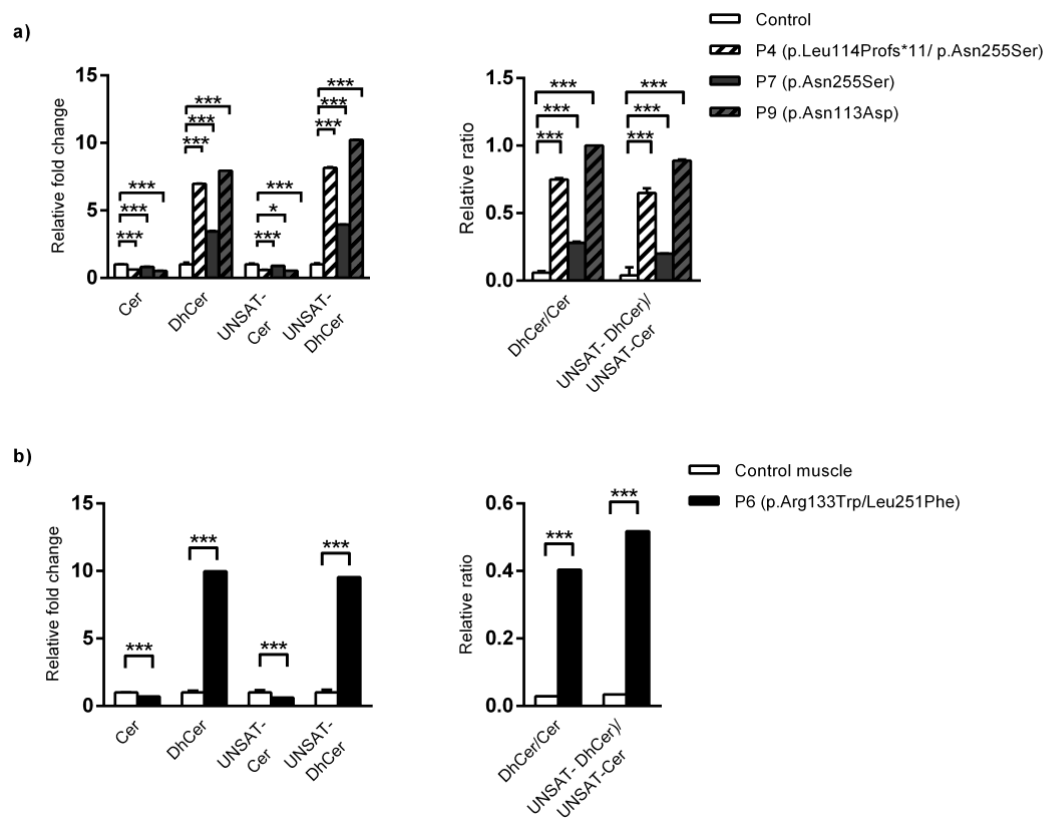 a)
Control
P4 (p.Leu114Profs*11/ p.Asn255Ser)
P7 (p.Asn255Ser)
P9 (p.Asn113Asp)
Relative fold change
15
10
5
0
***
***
***
***
***
***
***
*
***
***
***
***
Cer
DhCer
UNSAT-
Cer
UNSAT-
DhCer
Relative ratio
1.5
1.0
0.5
0.0
***
***
***
***
***
***
DhCer/Cer
UNSAT- DhCer)/
UNSAT-Cer
b)
Control muscle
P6 (p.Arg133Trp/Leu251Phe)
Relative fold change
15
10
5
0
***
***
***
***
Cer
DhCer
UNSAT-
Cer
UNSAT-
DhCer
Relative ratio
0.6
0.4
0.2
0.0
***
***
DhCer/Cer
UNSAT- DhCer)/
UNSAT-Cer